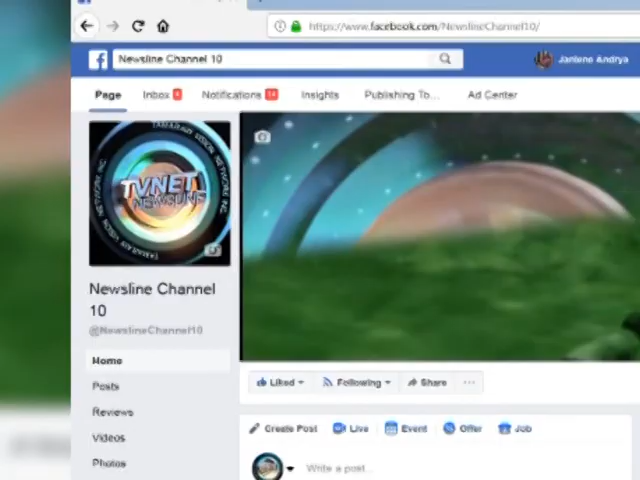 https://www.facebook.com/NewslineChannel10/
Newsline Channel 10
Janlene Andrya
Page Inbox Notifications 14 Insights Publishing To... Ad Center
TVNET
NEWSLINE
Newsline Channel
10
@NewslineChannel10
Home
Posts
Reviews
Videos
Photos
Liked Following Share ...
Create Post Live Event Offer Job
Write a post...